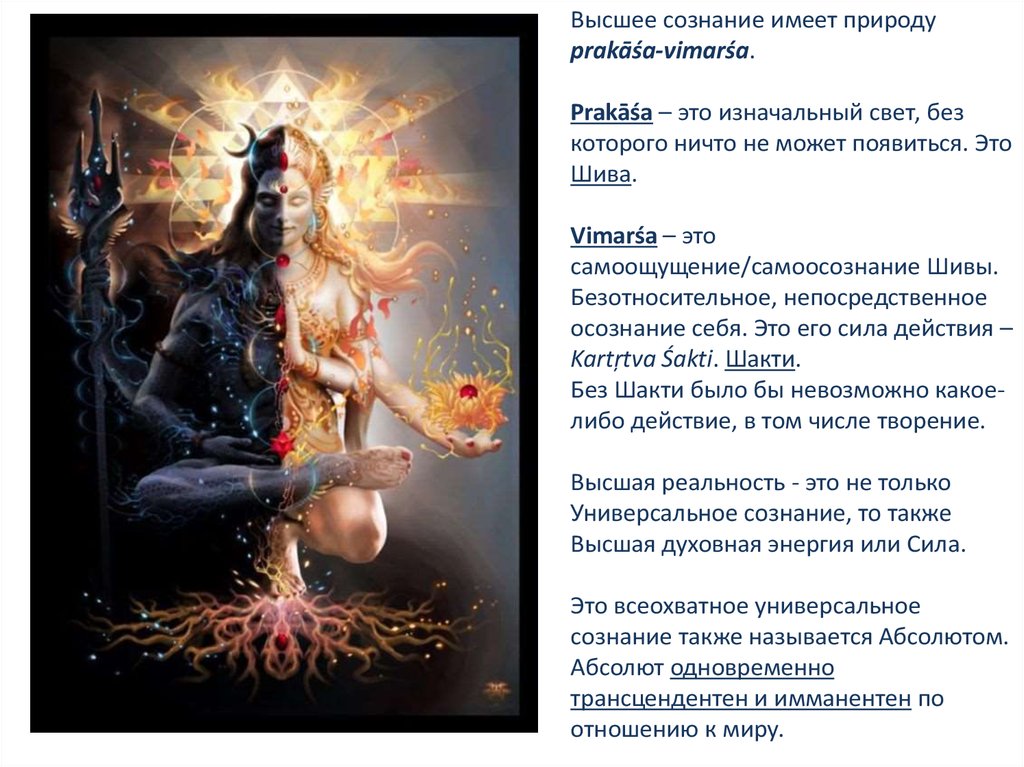 Высшее сознание имеет природу
prakāśa-vimarśa.
Prakāśa – это изначальный свет, без
которого ничто не может появиться. Это
Шива.
Vimarśa – это
самоощущение/самоосознание Шивы.
Безотносительное, непосредственное
осознание себя. Это его сила действия –
Kartṛtva Śakti. Шакти.
Без Шакти было бы невозможно какое-
либо действие, в том числе творение.
Высшая реальность - это не только
Универсальное сознание, то также
Высшая духовная энергия или Сила.
Это всеохватное универсальное
сознание также называется Абсолютом.
Абсолют одновременно
трансцендентен и имманентен по
отношению к миру.